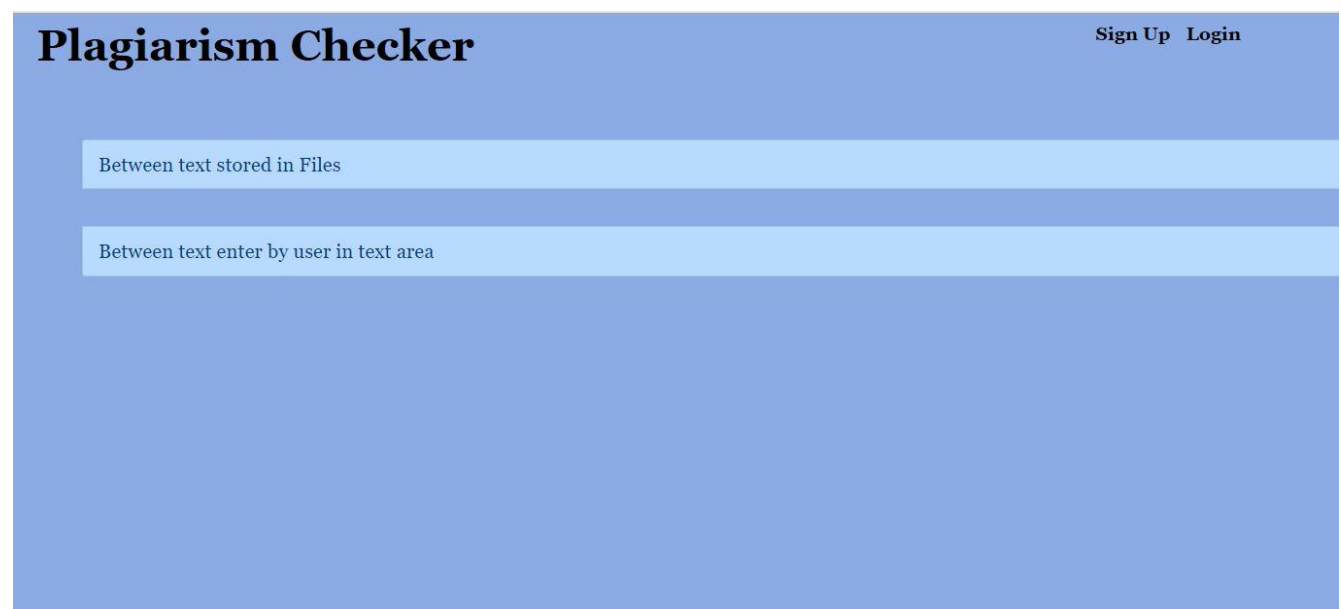 Plagiarism Checker
Sign Up Login
Between text stored in Files
Between text enter by user in text area